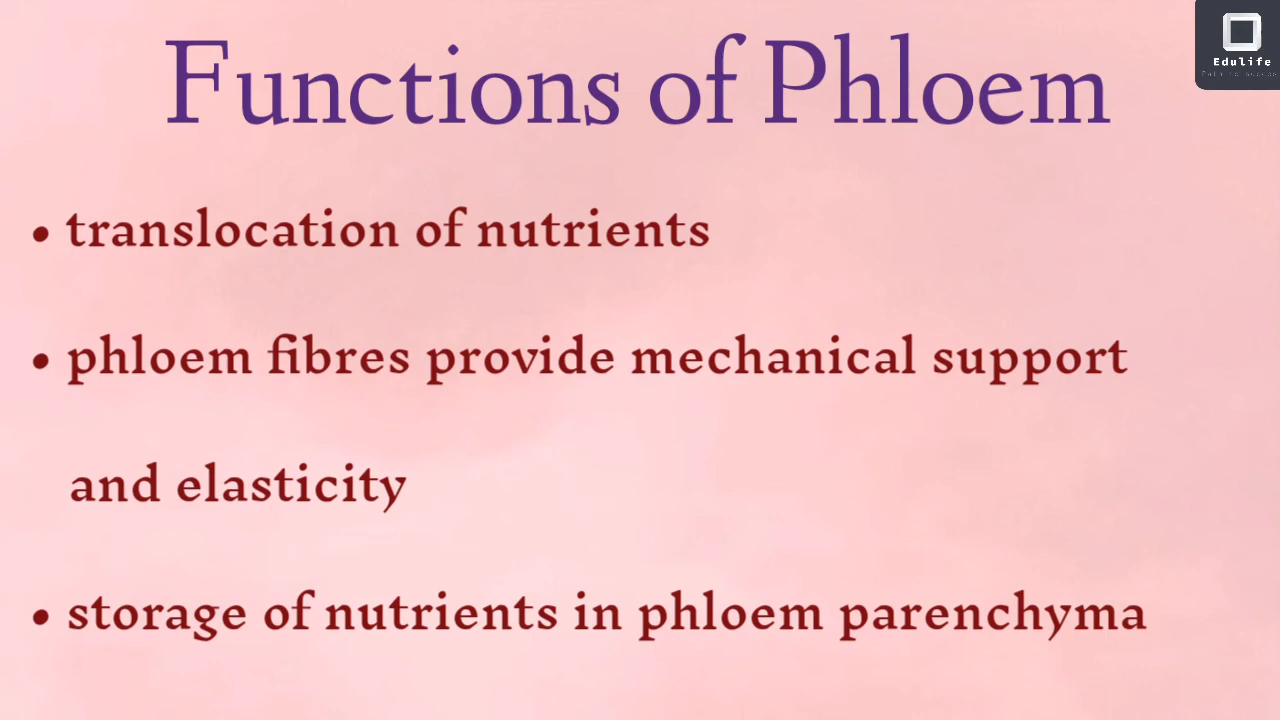 Functions of Phloem
Edulife
• translocation of nutrients
• phloem fibres provide mechanical support
and elasticity
• storage of nutrients in phloem parenchyma